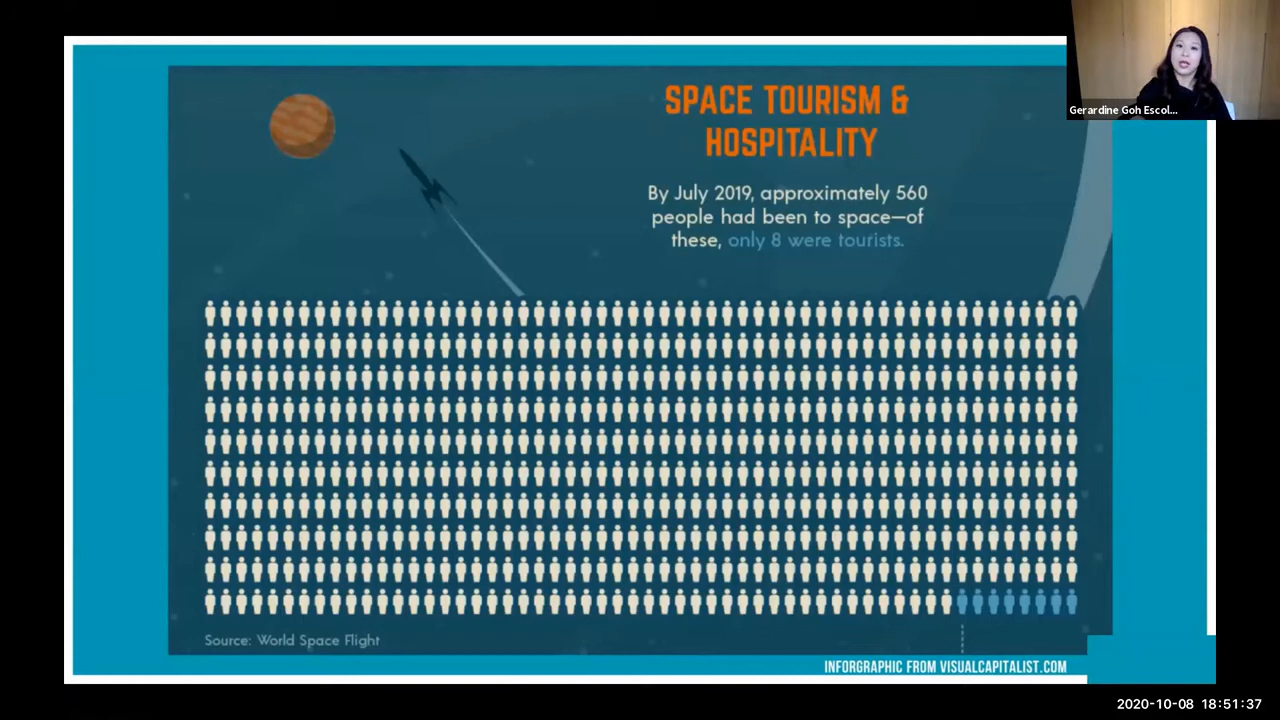 Gerardine Goh Escol...
SPACE TOURISM &
HOSPITALITY
By July 2019, approximately 560
people had been to space—of
these, only 8 were tourists.
Source: World Space Flight
INFORGRAPHIC FROM VISUALCAPITALIST.COM
2020-10-08 18:51:37